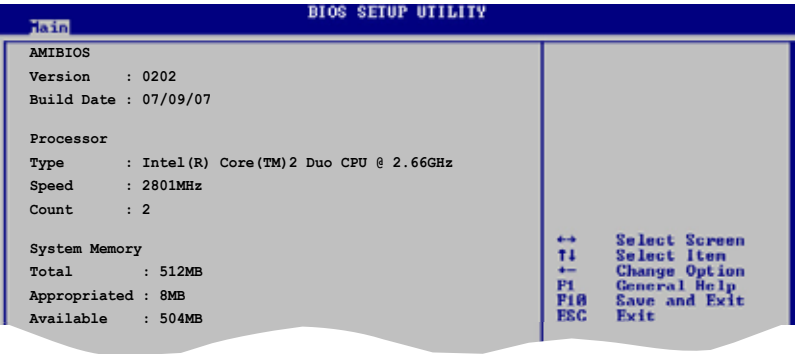 BIOS SETUP UTILITY
Main
AMIBIOS
Version : 0202
Build Date : 07/09/07
Processor
Type : Intel(R) Core(TM)2 Duo CPU @ 2.66GHz
Speed : 2801MHz
Count : 2
System Memory
Total : 512MB
Appropriated : 8MB
Available : 504MB
←→ Select Screen
↑↓ Select Item
+- Change Option
F1 General Help
F10 Save and Exit
ESC Exit